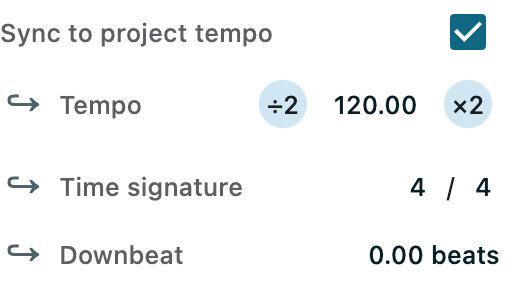 Sync to project tempo
Tempo ÷2 120.00 ×2
Time signature 4 / 4
Downbeat 0.00 beats